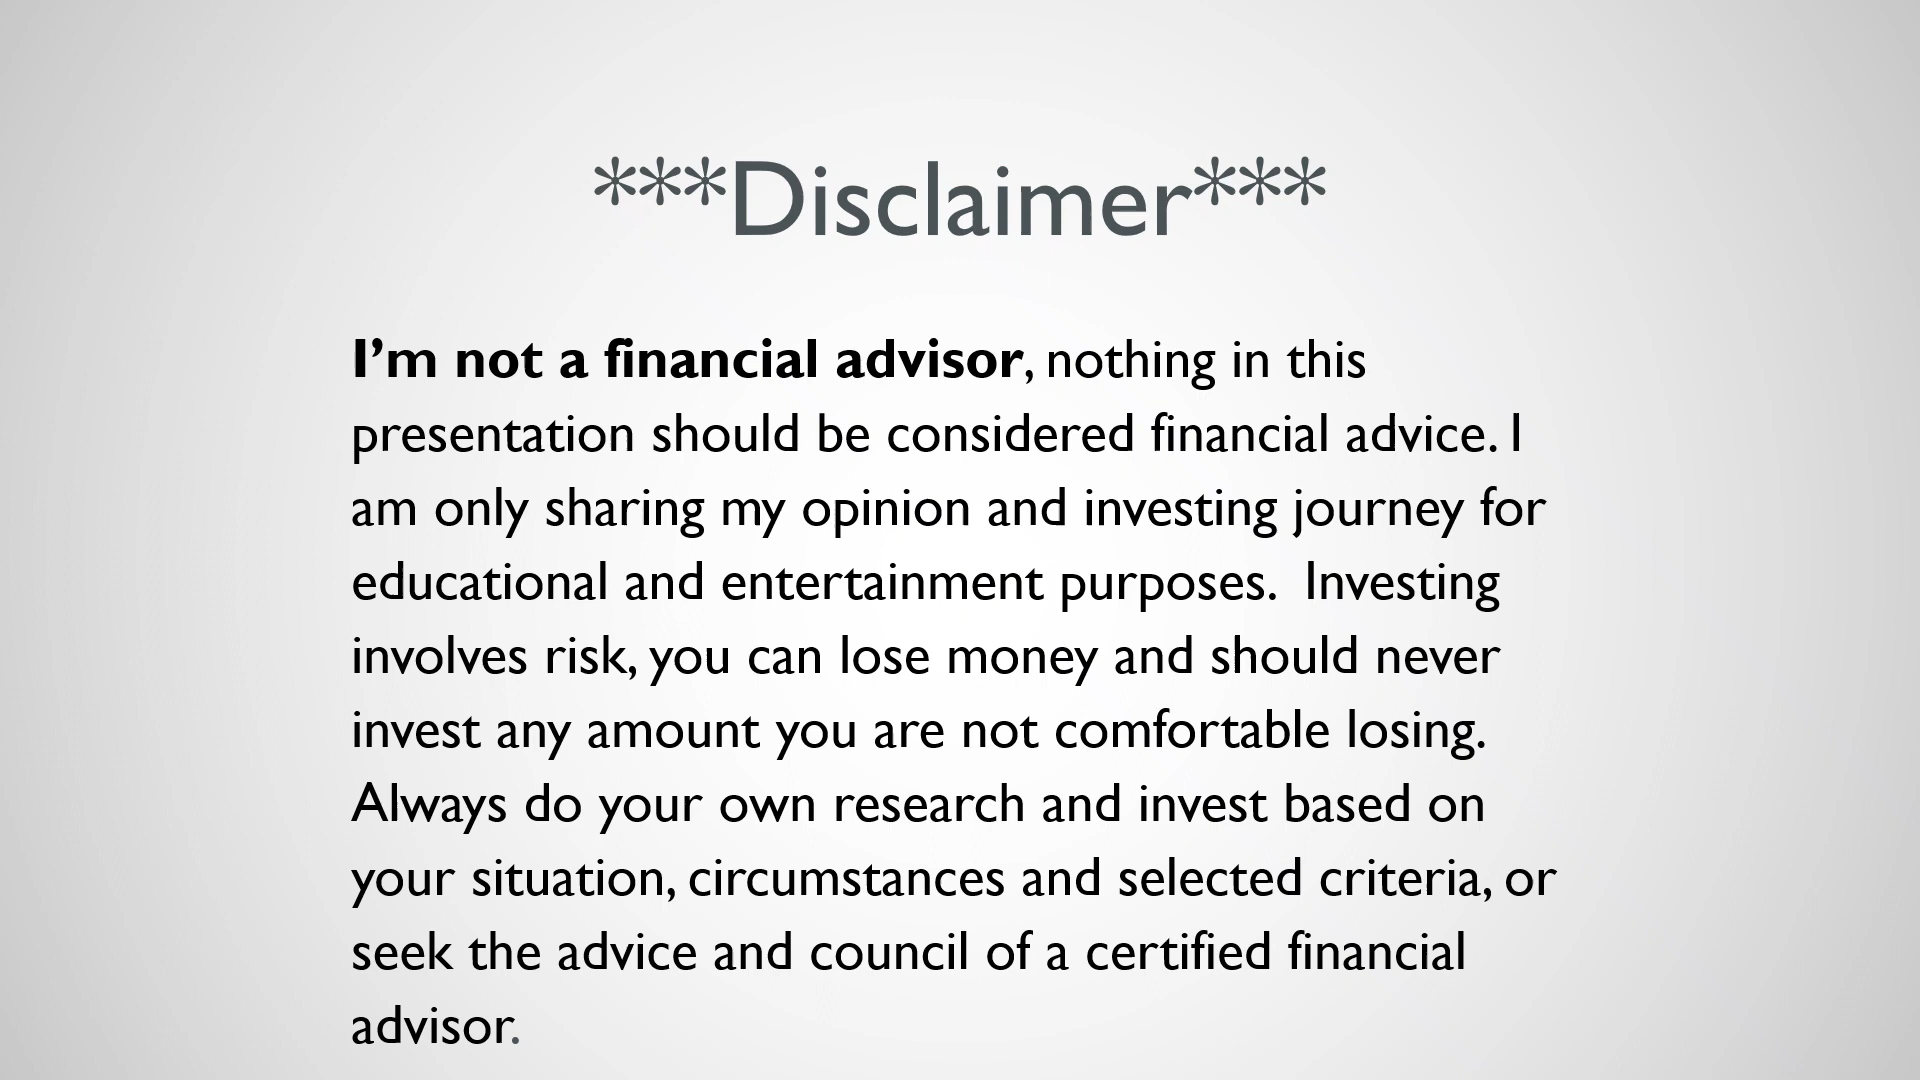 ***Disclaimer***
I’m not a financial advisor, nothing in this
presentation should be considered financial advice. I
am only sharing my opinion and investing journey for
educational and entertainment purposes.  Investing
involves risk, you can lose money and should never
invest any amount you are not comfortable losing.
Always do your own research and invest based on
your situation, circumstances and selected criteria, or
seek the advice and council of a certified financial
advisor.